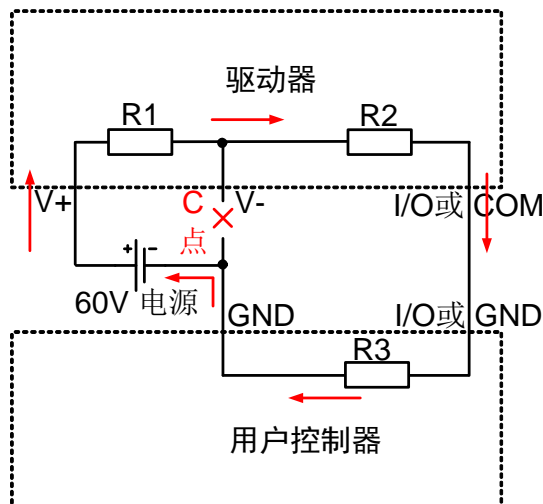 驱动器
R1
R2
V+
C
V-
I/O或 COM
点
+ -
60V 电源
GND
I/O或 GND
R3
用户控制器